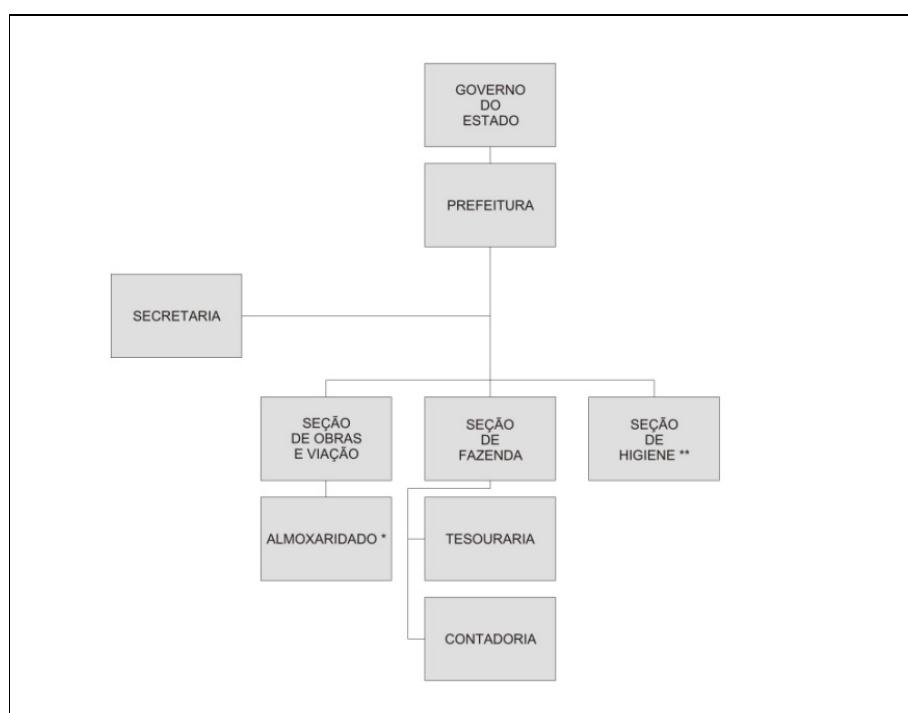 GOVERNO
DO
ESTADO
PREFEITURA
SECRETARIA
SEÇÃO
DE OBRAS
E VIAÇÃO
SEÇÃO
DE
FAZENDA
SEÇÃO
DE
HIGIENE **
ALMOXARIDADO *
TESOURARIA
CONTADORIA